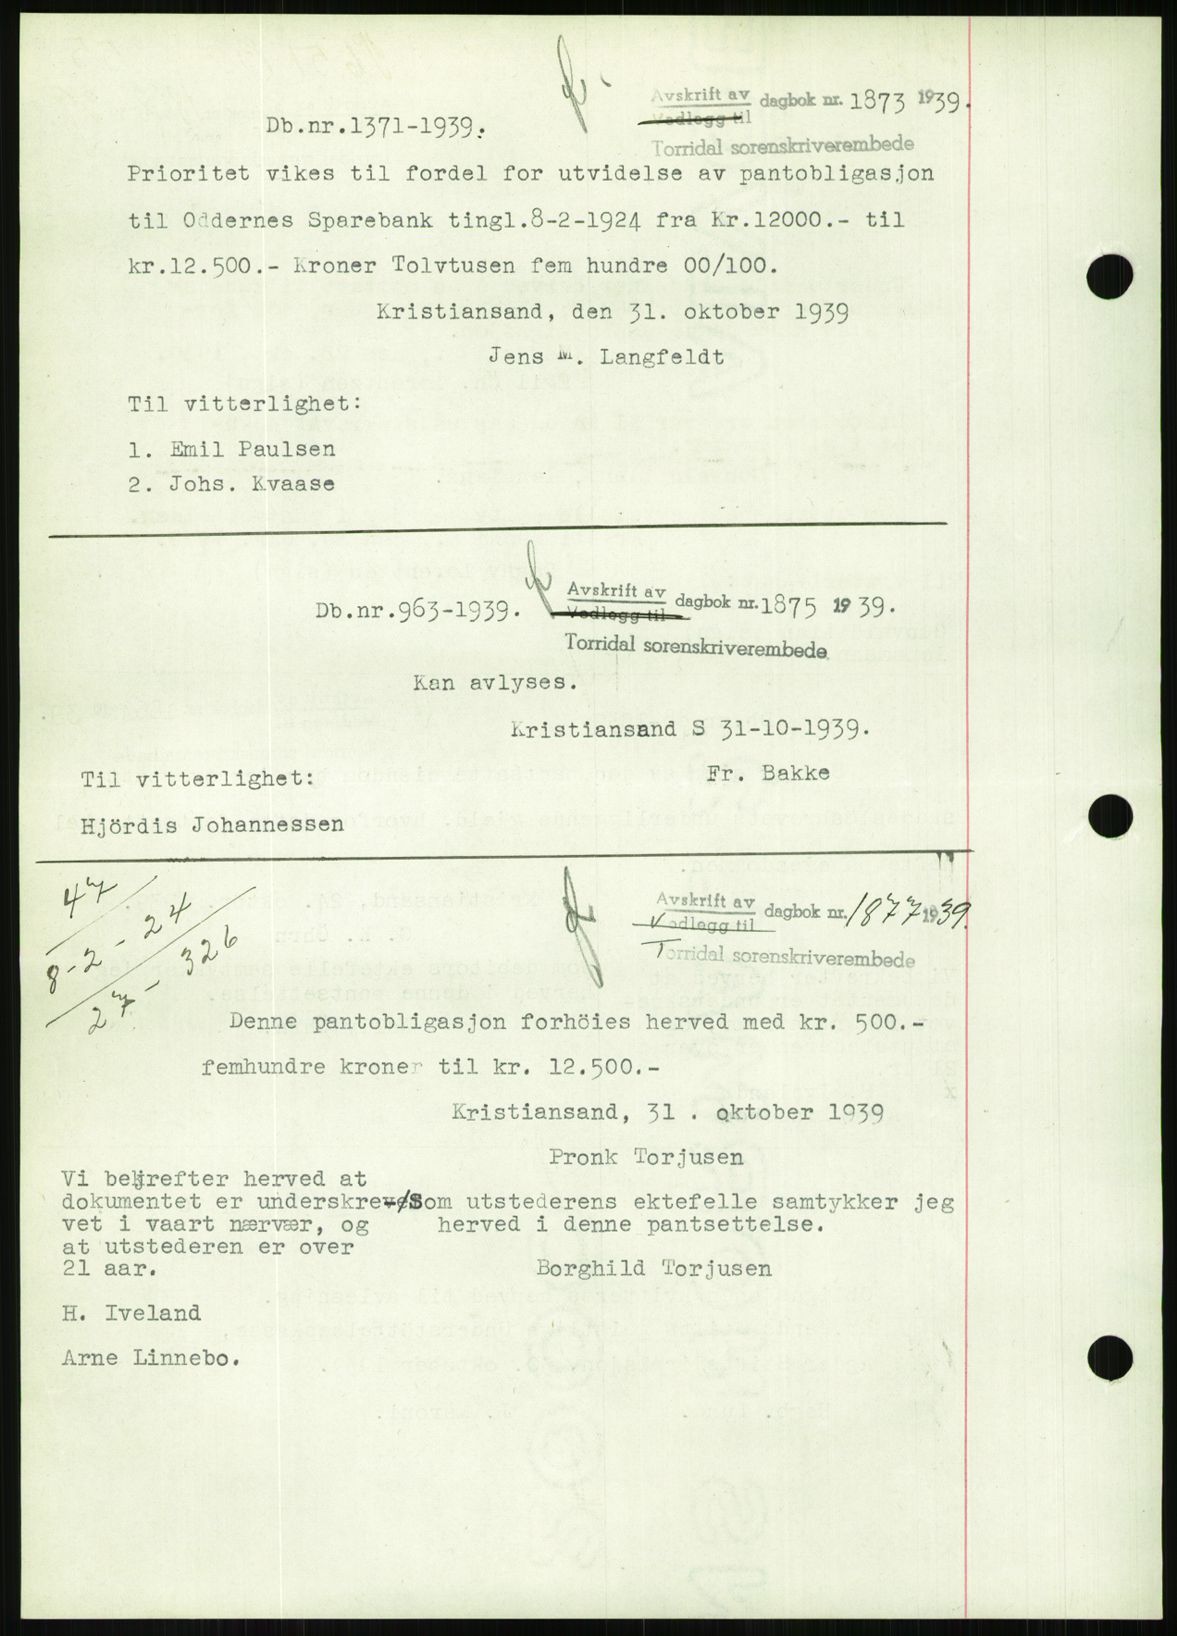 Avskrift av
Vedlegg til
dagbok nr. 1873 1939.
Torridal sorenskriverembede
Db.nr.1371-1939.
Prioritet vikes til fordel for utvidelse av pantobligasjon
til Oddernes Sparebank tingl.8-2-1924 fra Kr.12000.- til
kr.12.500.- Kroner Tolvtusen fem hundre 00/100.
Kristiansand, den 31. oktober 1939
Jens M. Langfeldt
Til vitterlighet:
1. Emil Paulsen
2. Johs. Kvaase
Avskrift av
Vedlegg til
dagbok nr. 1875 1939.
Torridal sorenskriverembede
Db.nr.963-1939.
Kan avlyses.
Kristiansand S 31-10-1939.
Fr. Bakke
Til vitterlighet:
Hjördis Johannessen
47
8-2-24
27-326
Avskrift av
Vedlegg til
dagbok nr. 1877 1939.
Torridal sorenskriverembede
Denne pantobligasjon forhöies herved med kr. 500.-
femhundre kroner til kr. 12.500.-
Kristiansand, 31 . oktober 1939
Pronk Torjusen
Vi bekrefter herved at
dokumentet er underskrevet/Som utstederens ektefelle samtykker jeg
vet i vaart nærvær, og herved i denne pantsettelse.
at utstederen er over
21 aar. Borghild Torjusen
H. Iveland
Arne Linnebo.